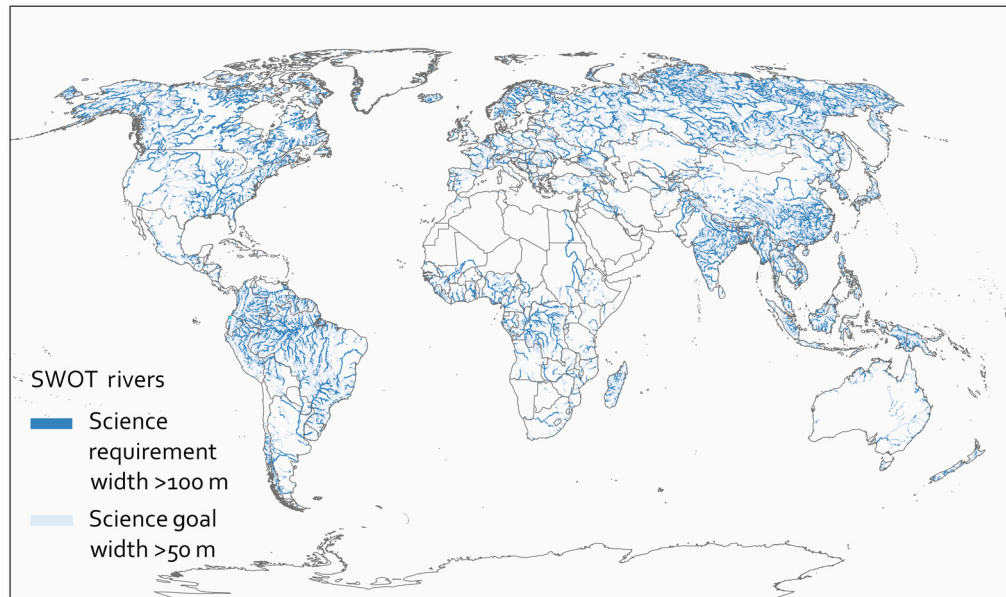 SWOT rivers
Science
requirement
width >100 m
Science goal
width >50 m